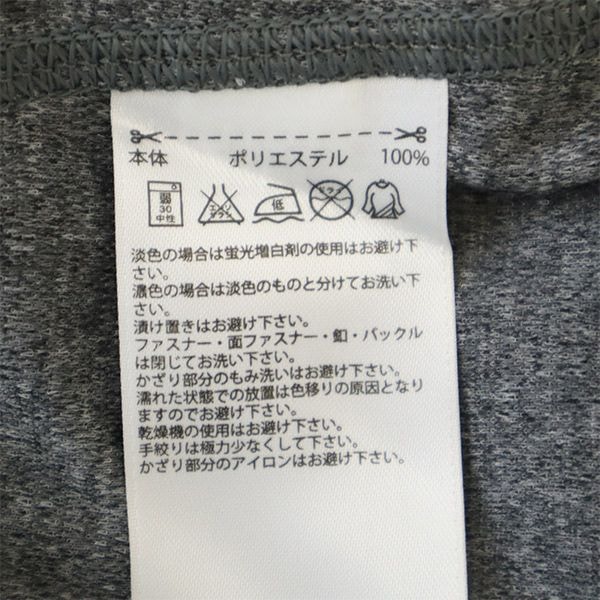 本体 ポリエステル 100%
弱
30
中性
エンソ
サラシ
低
ドライ
淡色の場合は蛍光増白剤の使用はお避け下
さい。
濃色の場合は淡色のものと分けてお洗い下
さい。
漬け置きはお避け下さい。
ファスナー・面ファスナー・釦・バックル
は閉じてお洗い下さい。
かざり部分のもみ洗いはお避け下さい。
濡れた状態での放置は色移りの原因となり
ますのでお避け下さい。
乾燥機の使用はお避け下さい。
手絞りは極力少なくして下さい。
かざり部分のアイロンはお避け下さい。